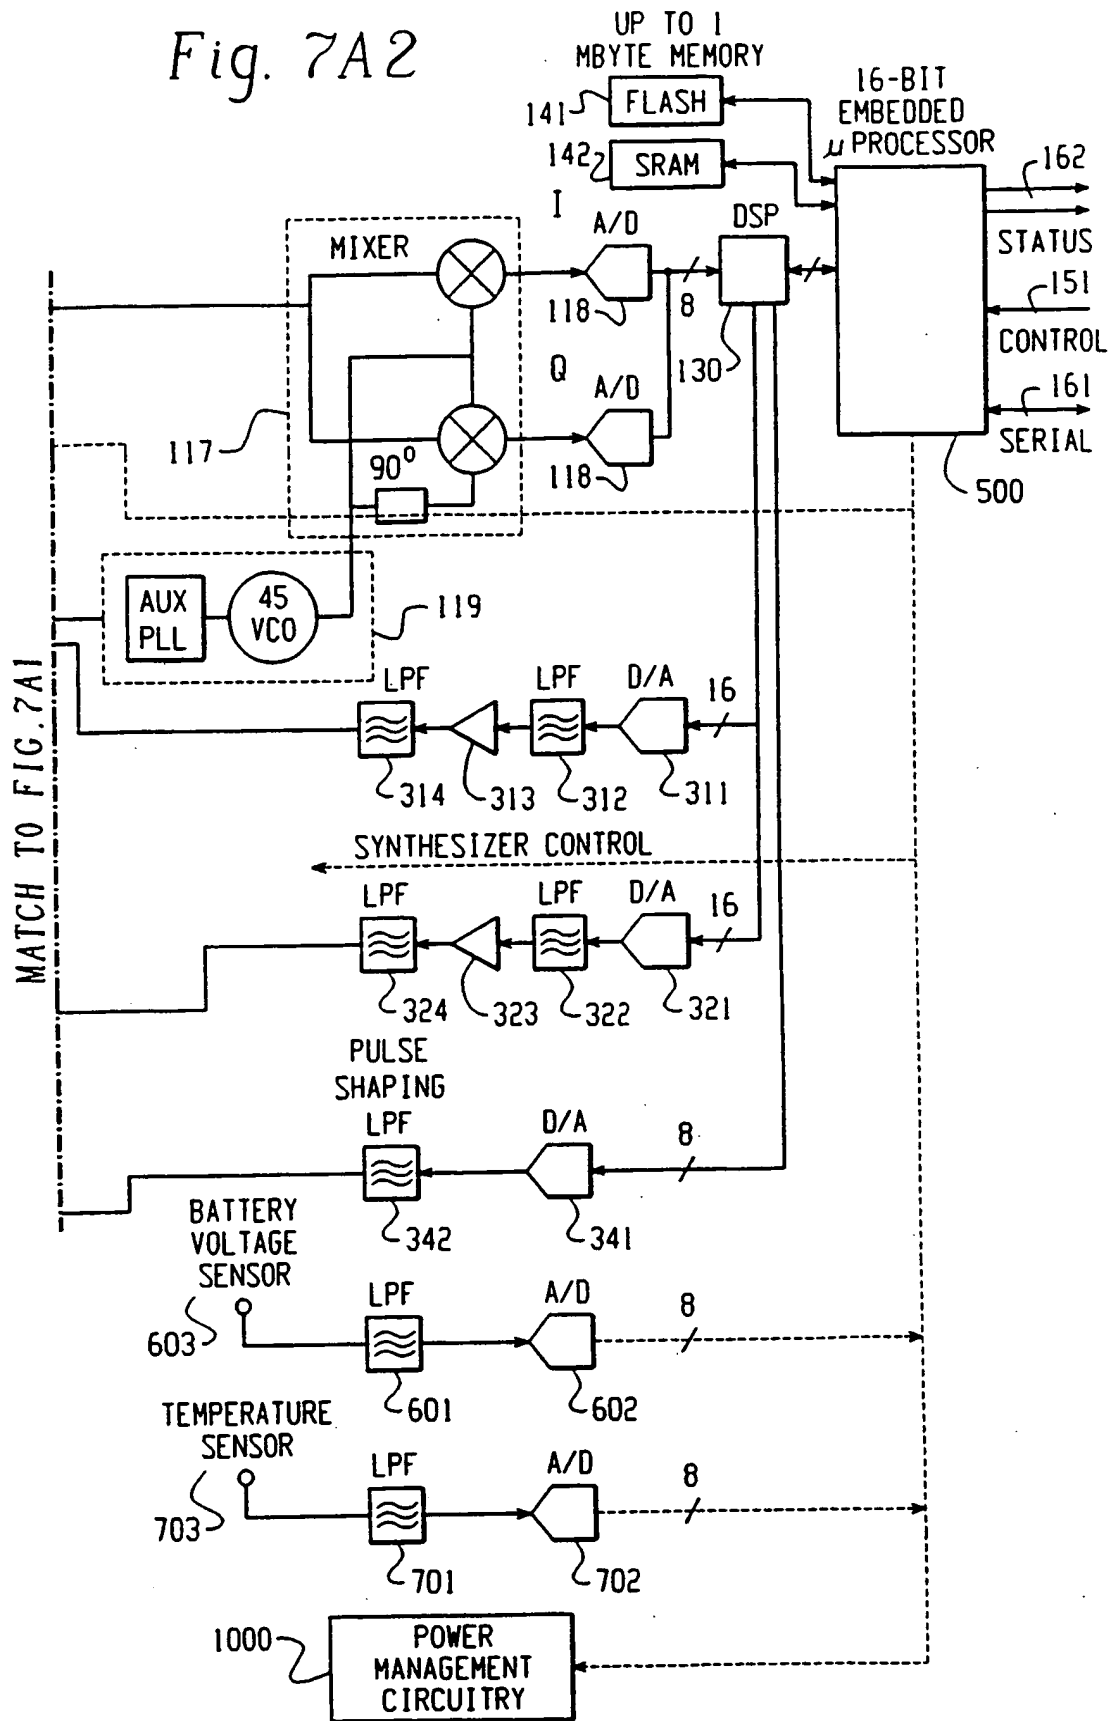 Fig. 7A2
UP TO 1
MBYTE MEMORY
141
FLASH
142
SRAM
16-BIT
EMBEDDED
μ PROCESSOR
162
STATUS
151
CONTROL
161
SERIAL
500
I
A/D
118
8
DSP
130
MIXER
Q
A/D
118
117
90°
AUX
PLL
45
VCO
119
MATCH TO FIG. 7A1
LPF
314
313
LPF
312
D/A
311
16
SYNTHESIZER CONTROL
LPF
324
323
LPF
322
D/A
321
16
PULSE
SHAPING
LPF
342
D/A
341
8
BATTERY
VOLTAGE
SENSOR
603
LPF
601
A/D
602
8
TEMPERATURE
SENSOR
703
LPF
701
A/D
702
8
1000
POWER
MANAGEMENT
CIRCUITRY